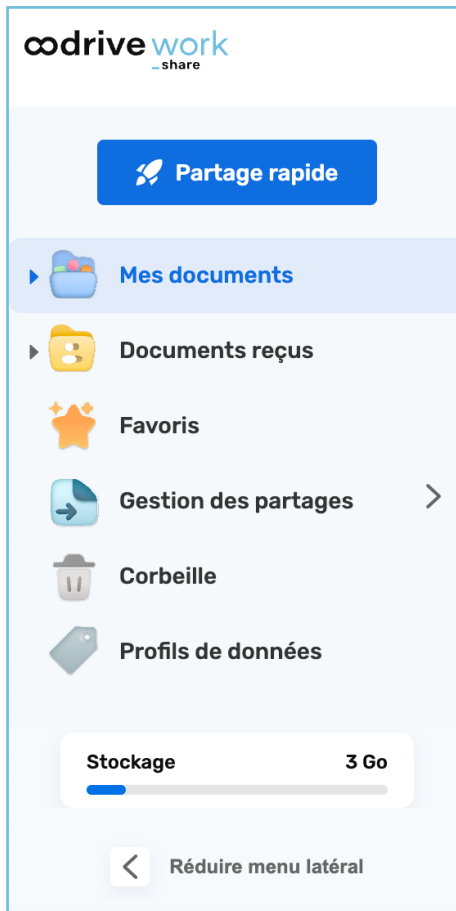 oodrive work
_share
Partage rapide
Mes documents
Documents reçus
Favoris
Gestion des partages
Corbeille
Profils de données
Stockage 3 Go
Réduire menu latéral